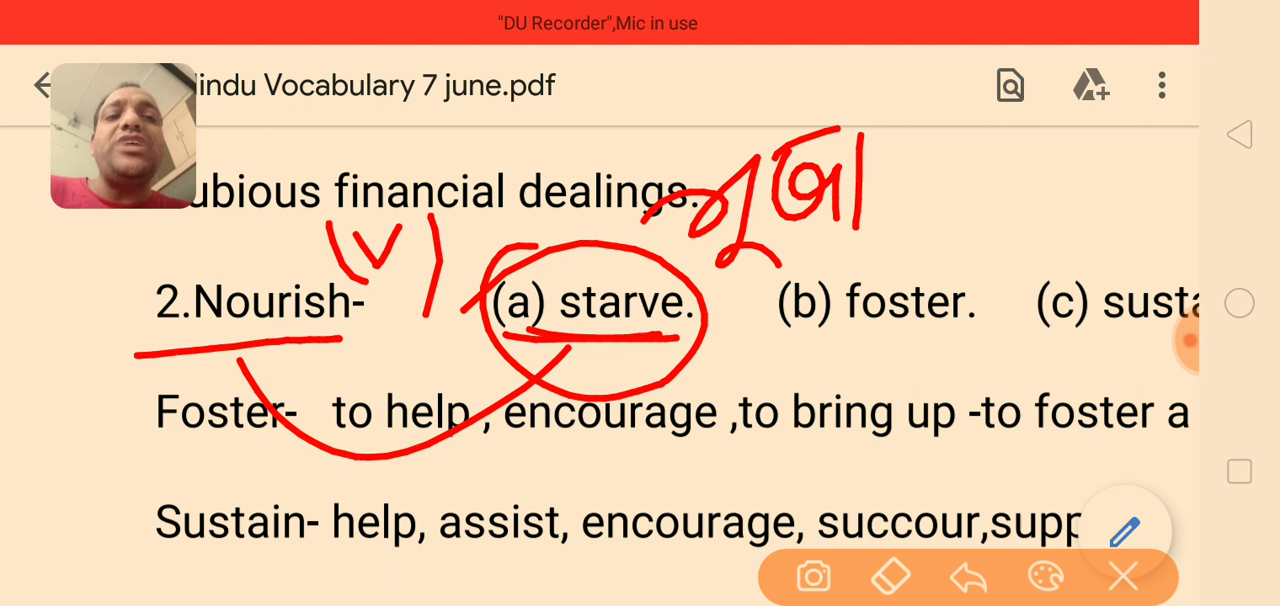 "DU Recorder",Mic in use
indu Vocabulary 7 june.pdf
ubious financial dealings.
(v)
2.Nourish- (a) starve. (b) foster. (c) susta
Foster- to help , encourage ,to bring up -to foster a
Sustain- help, assist, encourage, succour,supp